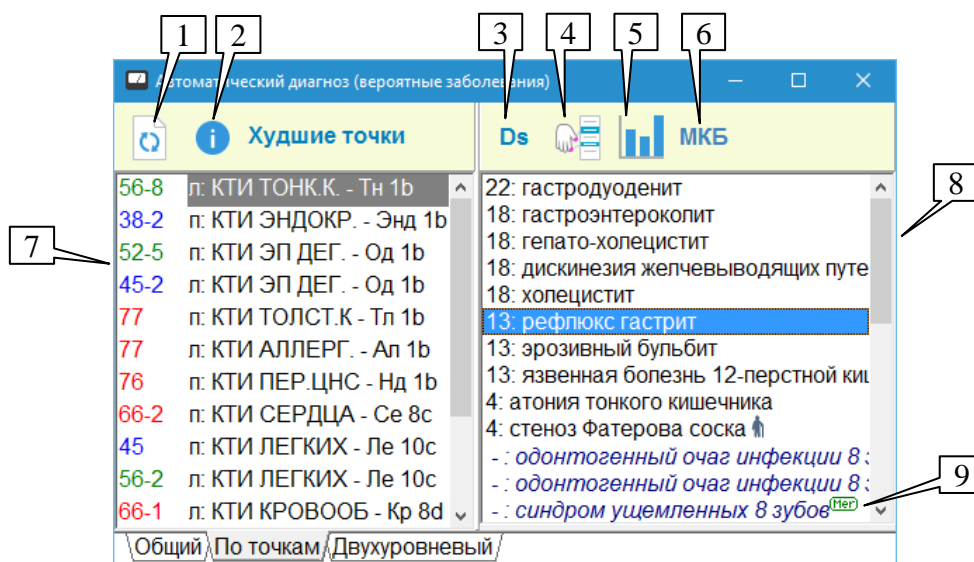 1 2 3 4 5 6
Автоматический диагноз (вероятные заболевания)
Худшие точки
Ds МКБ
56-8 п: КТИ ТОНК.К. - Тн 1b
38-2 п: КТИ ЭНДОКР. - Энд 1b
52-5 п: КТИ ЭП ДЕГ. - Од 1b
45-2 п: КТИ ЭП ДЕГ. - Од 1b
77 п: КТИ ТОЛСТ.К - Тл 1b
77 п: КТИ АЛЛЕРГ. - Ал 1b
76 п: КТИ ПЕР.ЦНС - Нд 1b
66-2 п: КТИ СЕРДЦА - Се 8c
45 п: КТИ ЛЕГКИХ - Ле 10c
56-2 п: КТИ ЛЕГКИХ - Ле 10c
66-1 п: КТИ КРОВООБ - Кр 8d
22: гастродуоденит
18: гастроэнтероколит
18: гепато-холецистит
18: дискинезия желчевыводящих путе
18: холецистит
13: рефлюкс гастрит
13: эрозивный бульбит
13: язвенная болезнь 12-перстной ки
4: атония тонкого кишечника
4: стеноз Фатерова соска
- : одонтогенный очаг инфекции 8
- : одонтогенный очаг инфекции 8
- : синдром ущемленных 8 зубов
7
8
9
Общий По точкам Двухуровневый